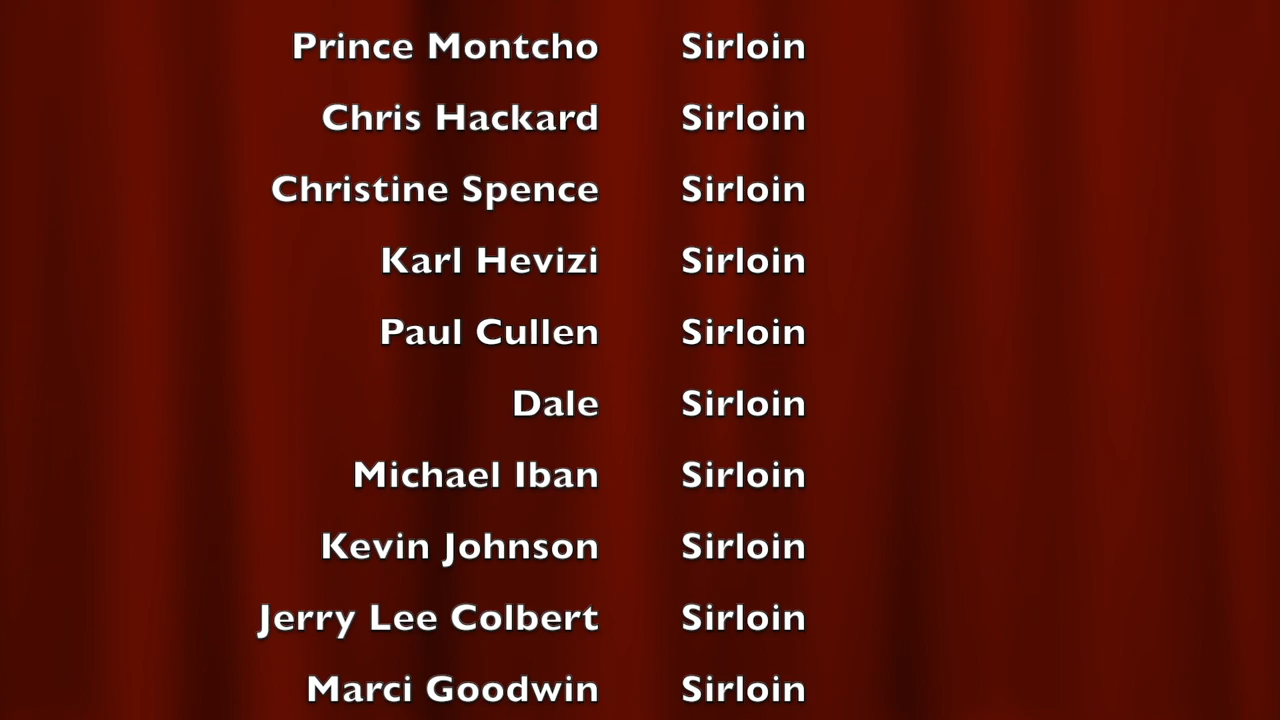 Prince Montcho Sirloin
Chris Hackard Sirloin
Christine Spence Sirloin
Karl Hevizi Sirloin
Paul Cullen Sirloin
Dale Sirloin
Michael Iban Sirloin
Kevin Johnson Sirloin
Jerry Lee Colbert Sirloin
Marci Goodwin Sirloin